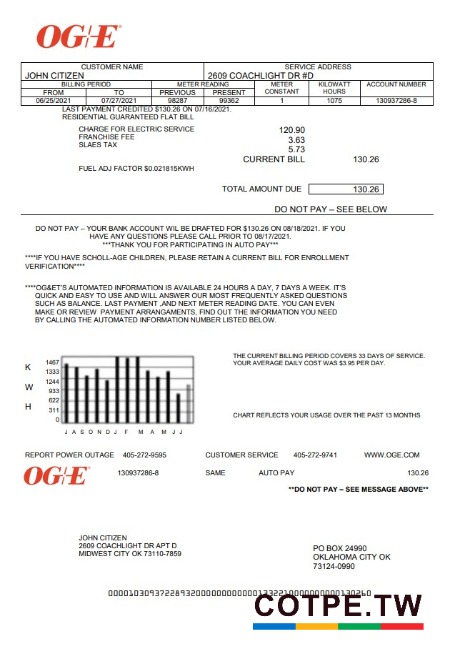 OG+E®
CUSTOMER NAME SERVICE ADDRESS
JOHN CITIZEN 2609 COACHLIGHT DR #D
BILLING PERIOD METER READING METER CONSTANT KILOWATT HOURS ACCOUNT NUMBER
FROM TO PREVIOUS PRESENT
06/25/2021 07/27/2021 98287 99362 1 1075 130937286-8
LAST PAYMENT CREDITED $130.26 ON 07/16/2021.
RESIDENTIAL GUARANTEED FLAT BILL
CHARGE FOR ELECTRIC SERVICE 120.90
FRANCHISE FEE 3.63
SLAES TAX 5.73
CURRENT BILL 130.26
FUEL ADJ FACTOR $0.021815KWH
TOTAL AMOUNT DUE 130.26
DO NOT PAY – SEE BELOW
DO NOT PAY – YOUR BANK ACCOUNT WIL BE DRAFTED FOR $130.26 ON 08/18/2021. IF YOU
HAVE ANY QUESTIONS PLEASE CALL PRIOR TO 08/17/2021.
***THANK YOU FOR PARTICIPATING IN AUTO PAY***
****IF YOU HAVE SCHOLL-AGE CHILDREN, PLEASE RETAIN A CURRENT BILL FOR ENROLLMENT
VERIFICATION****
****OG&ET'S AUTOMATED INFORMATION IS AVAILABLE 24 HOURS A DAY, 7 DAYS A WEEK. IT'S
QUICK AND EASY TO USE AND WILL ANSWER OUR MOST FREQUENTLY ASKED QUESTIONS
SUCH AS BALANCE. LAST PAYMENT ,AND NEXT METER READING DATE. YOU CAN EVEN
MAKE OR REVIEW PAYMENT ARRANGAMENTS, FIND OUT THE INFORMATION YOU NEED
BY CALLING THE AUTOMATED INFORMATION NUMBER LISTED BELOW.
K
W
H
1467
1333
1244
933
622
311
0
J A S O N D J F M A M J J
THE CURRENT BILLING PERIOD COVERS 33 DAYS OF SERVICE.
YOUR AVERAGE DAILY COST WAS $3.95 PER DAY.
CHART REFLECTS YOUR USAGE OVER THE PAST 13 MONTHS
REPORT POWER OUTAGE 405-272-9595 CUSTOMER SERVICE 405-272-9741 WWW.OGE.COM
OG+E® 130937286-8 SAME AUTO PAY 130.26
**DO NOT PAY – SEE MESSAGE ABOVE**
JOHN CITIZEN
2609 COACHLIGHT DR APT D
MIDWEST CITY OK 73110-7859
PO BOX 24990
OKLAHOMA CITY OK
73124-0990
COTPE.TW